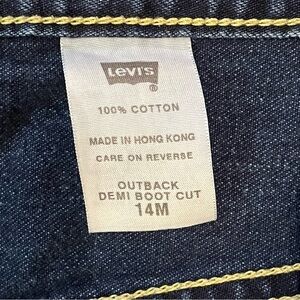 Levi's
®
100% COTTON
MADE IN HONG KONG
CARE ON REVERSE
OUTBACK
DEMI BOOT CUT
14M